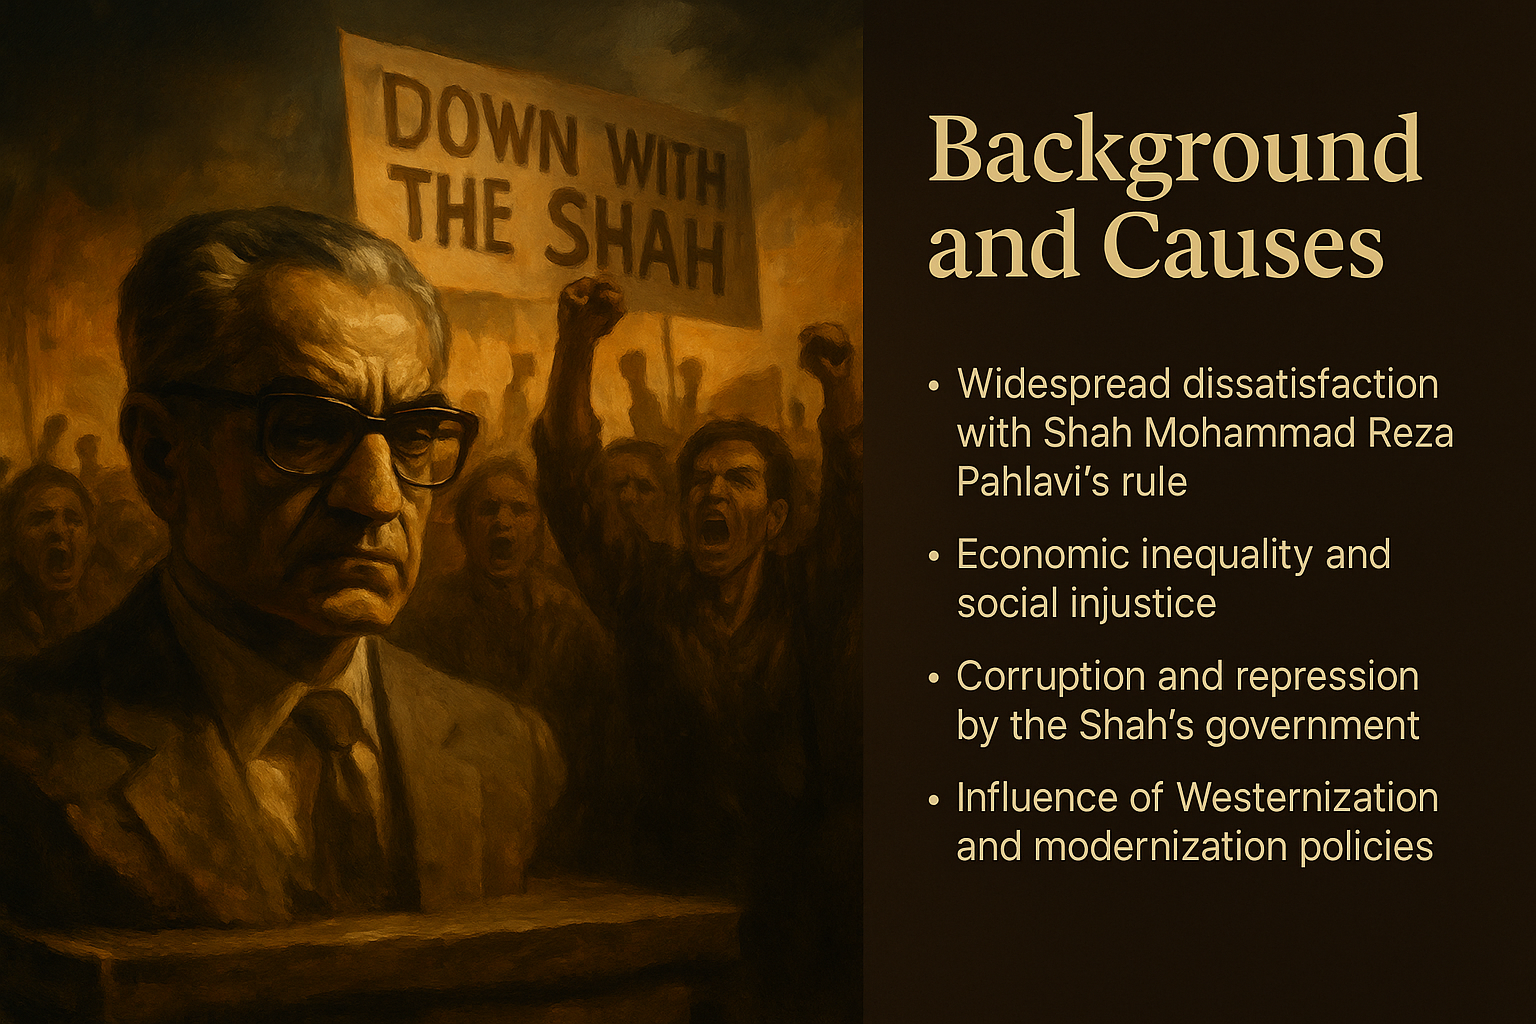 DOWN WITH
THE SHAH
Background
and Causes
• Widespread dissatisfaction
with Shah Mohammad Reza
Pahlavi’s rule
• Economic inequality and
social injustice
• Corruption and repression
by the Shah’s government
• Influence of Westernization
and modernization policies